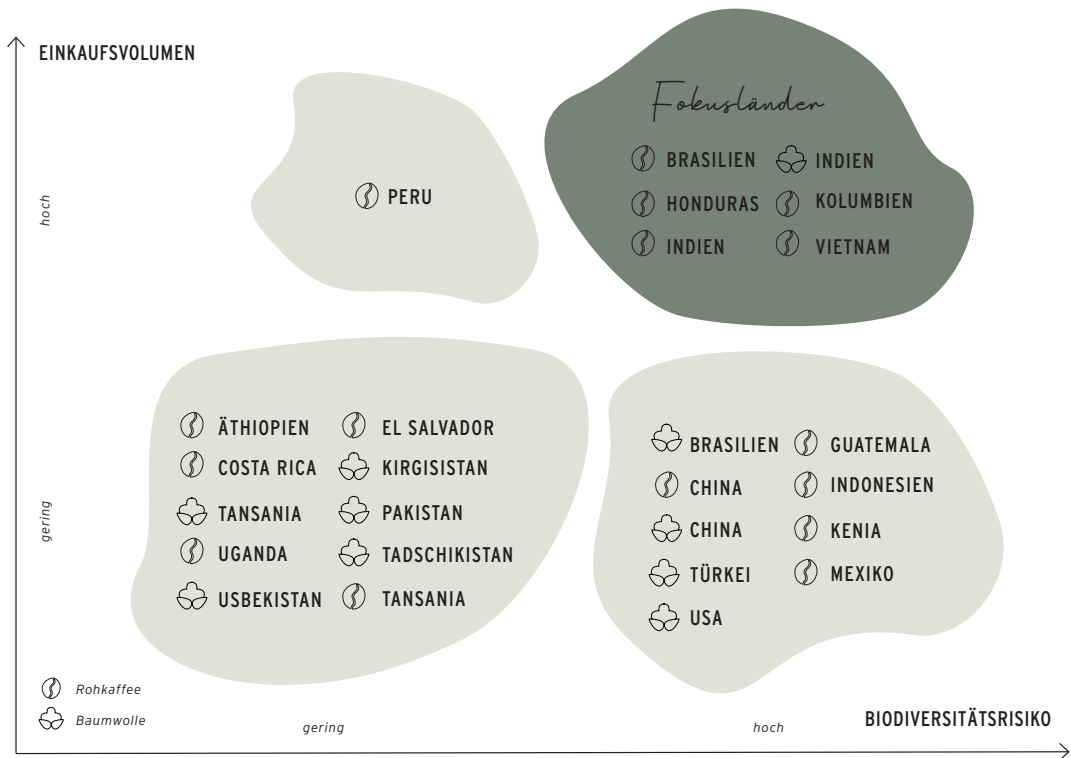 EINKAUFSVOLUMEN
hoch
gering
Fokusländer
BRASILIEN INDIEN
HONDURAS KOLUMBIEN
INDIEN VIETNAM
PERU
ÄTHIOPIEN EL SALVADOR
COSTA RICA KIRGISISTAN
TANSANIA PAKISTAN
UGANDA TADSCHIKISTAN
USBEKISTAN TANSANIA
BRASILIEN GUATEMALA
CHINA INDONESIEN
CHINA KENIA
TÜRKEI MEXIKO
USA
Rohkaffee
Baumwolle
gering
hoch
BIODIVERSITÄTSRISIKO